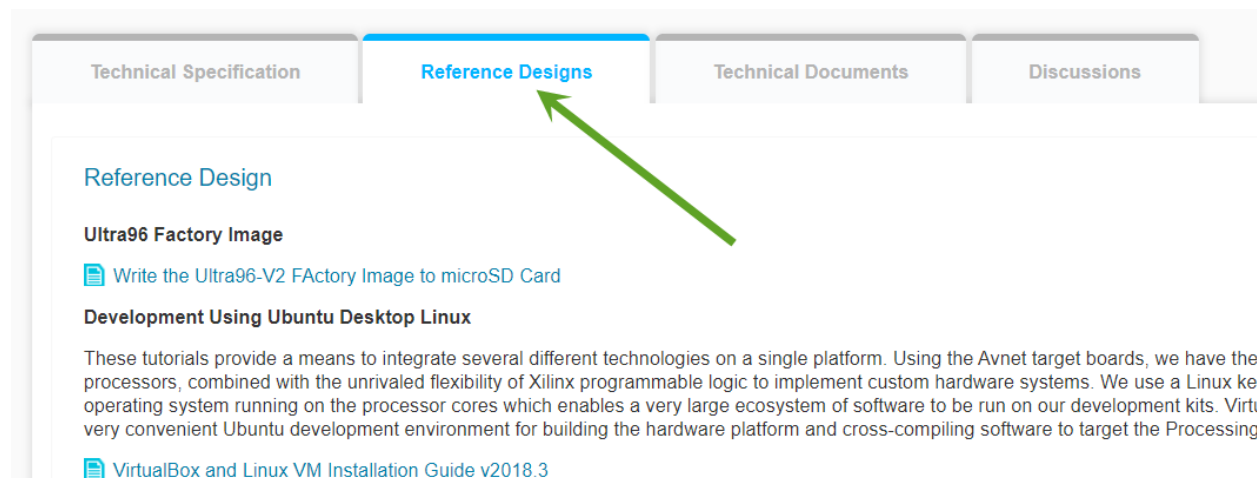 Technical Specification
Reference Designs
Technical Documents
Discussions
Reference Design
Ultra96 Factory Image
Write the Ultra96-V2 FActory Image to microSD Card
Development Using Ubuntu Desktop Linux
These tutorials provide a means to integrate several different technologies on a single platform. Using the Avnet target boards, we have the
processors, combined with the unrivaled flexibility of Xilinx programmable logic to implement custom hardware systems. We use a Linux ke
operating system running on the processor cores which enables a very large ecosystem of software to be run on our development kits. Virtu
very convenient Ubuntu development environment for building the hardware platform and cross-compiling software to target the Processing
VirtualBox and Linux VM Installation Guide v2018.3